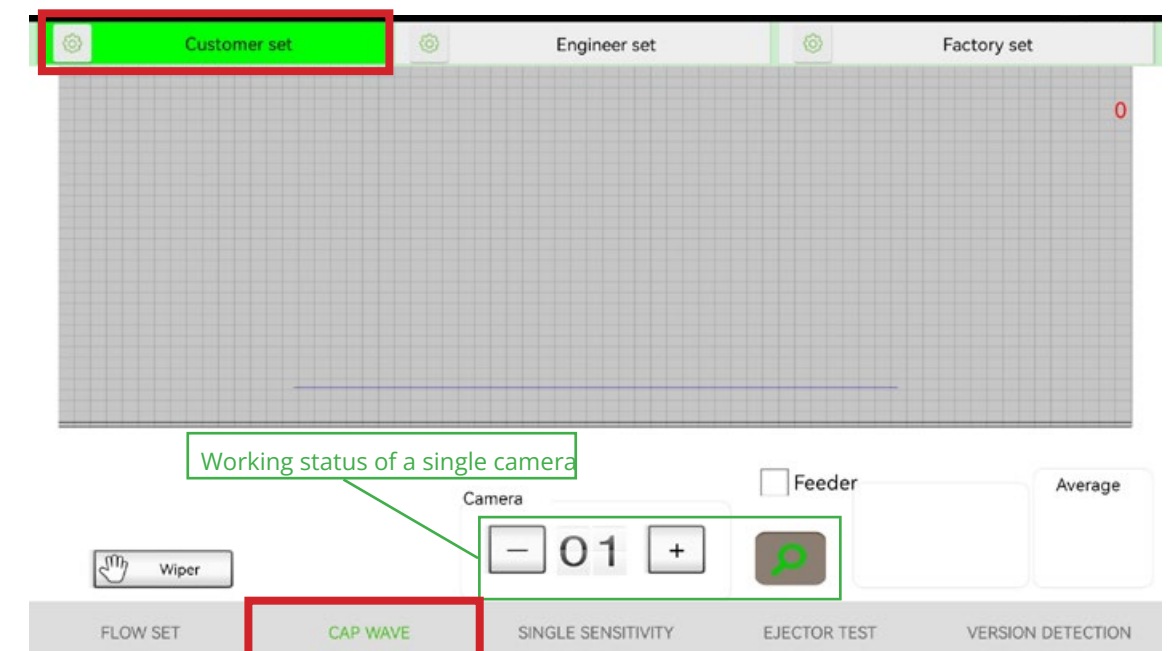 Customer set
Engineer set
Factory set
0
Working status of a single camera
Feeder
Average
Camera
01
Wiper
FLOW SET
CAP WAVE
SINGLE SENSITIVITY
EJECTOR TEST
VERSION DETECTION